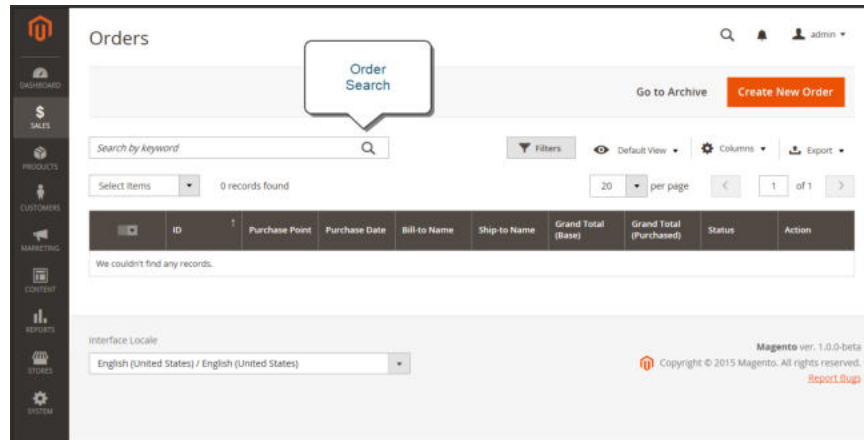 Orders
admin
Order
Search
Go to Archive
Create New Order
Search by keyword
Filters
Default View
Columns
Export
Select Items
0 records found
20
per page
1
of 1
ID
Purchase Point
Purchase Date
Bill-to Name
Ship-to Name
Grand Total
(Base)
Grand Total
(Purchased)
Status
Action
We couldn't find any records.
DASHBOARD
SALES
PRODUCTS
CUSTOMERS
MARKETING
CONTENT
REPORTS
STORES
SYSTEM
Interface Locale
English (United States) / English (United States)
Magento ver. 1.0.0-beta
Copyright © 2015 Magento. All rights reserved.
Report Bugs